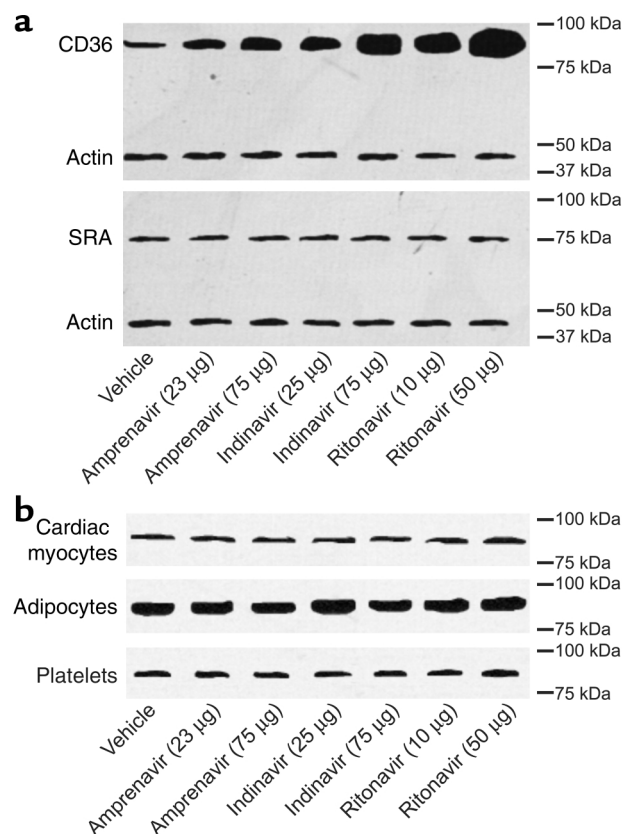 a
CD36
100 kDa
75 kDa
Actin
50 kDa
37 kDa
SRA
100 kDa
75 kDa
Actin
50 kDa
37 kDa
Vehicle
Amprenavir (23 µg)
Amprenavir (75 µg)
Indinavir (25 µg)
Indinavir (75 µg)
Ritonavir (10 µg)
Ritonavir (50 µg)
b
Cardiac
myocytes
100 kDa
75 kDa
Adipocytes
100 kDa
75 kDa
Platelets
100 kDa
75 kDa
Vehicle
Amprenavir (23 µg)
Amprenavir (75 µg)
Indinavir (25 µg)
Indinavir (75 µg)
Ritonavir (10 µg)
Ritonavir (50 µg)